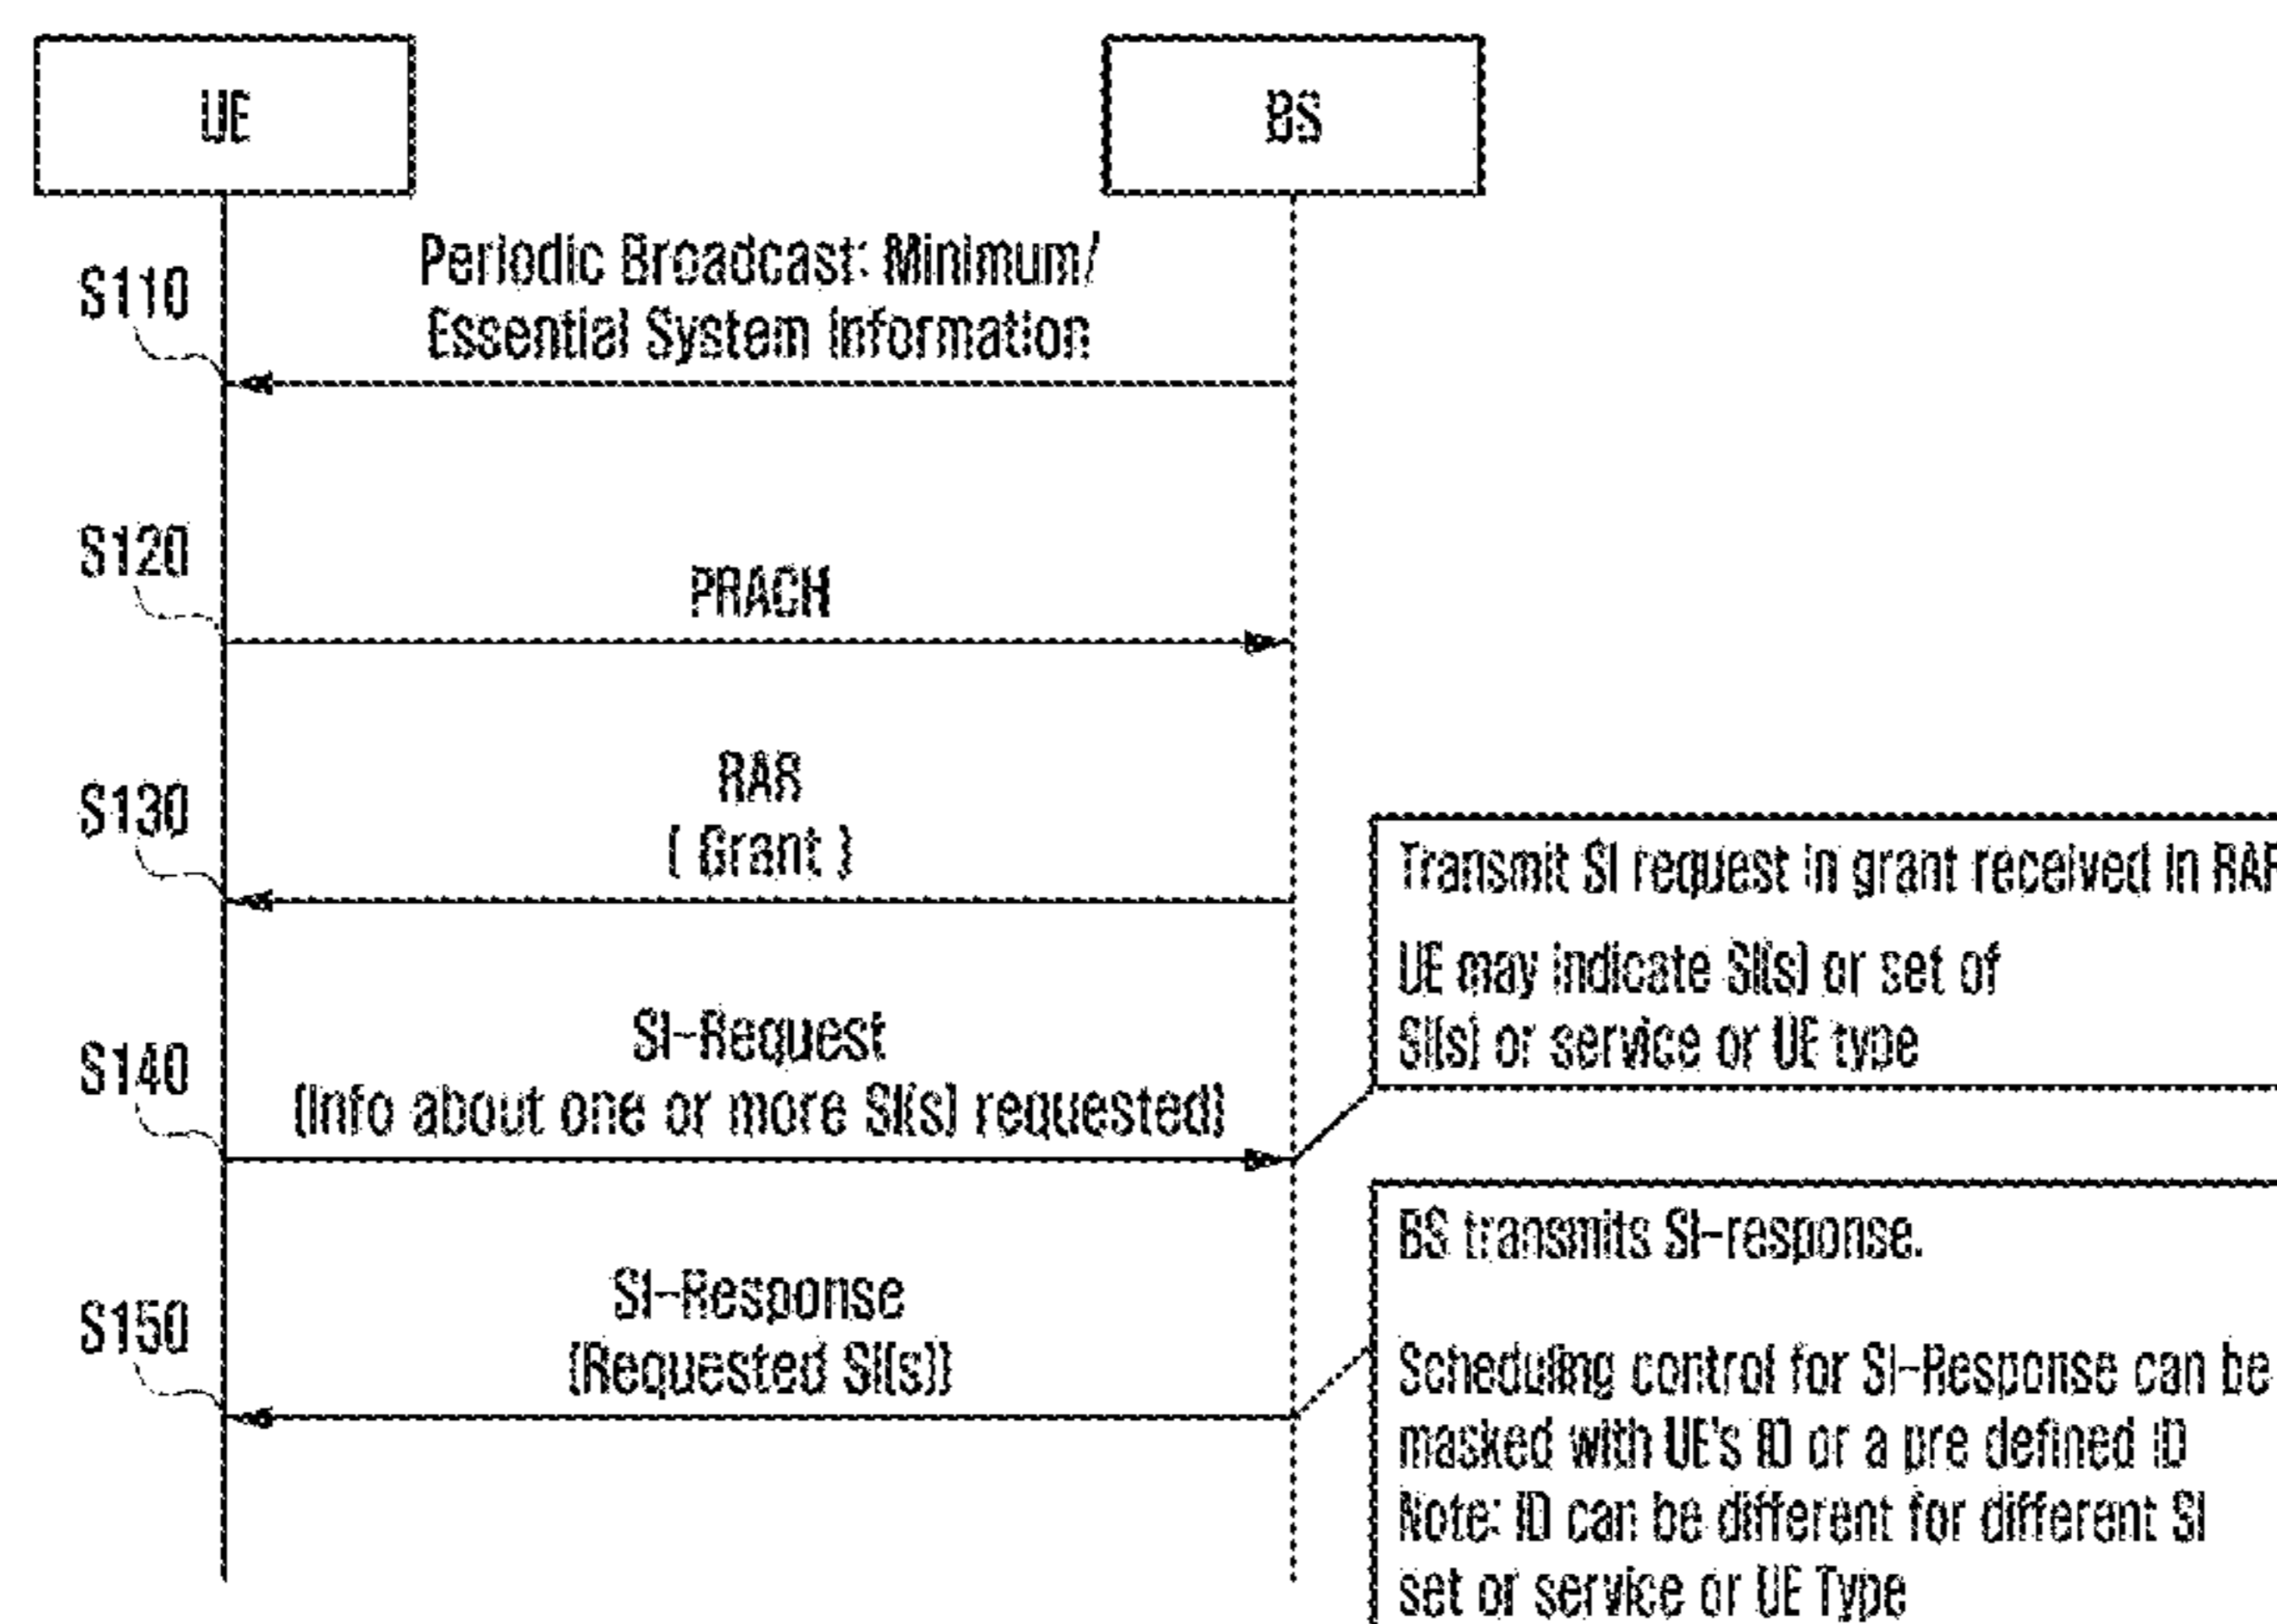 UE
BS
S110
Periodic Broadcast: Minimum/
Essential System Information
S120
PRACH
S130
RAR
( Grant )
Transmit SI request in grant received in RAR
UE may indicate SI(s) or set of
SI(s) or service or UE type
S140
SI-Request
(Info about one or more SI(s) requested)
S150
SI-Response
(Requested SI(s))
BS transmits SI-response.
Scheduling control for SI-Response can be
masked with UE's ID or a pre defined ID
Note: ID can be different for different SI
set or service or UE Type